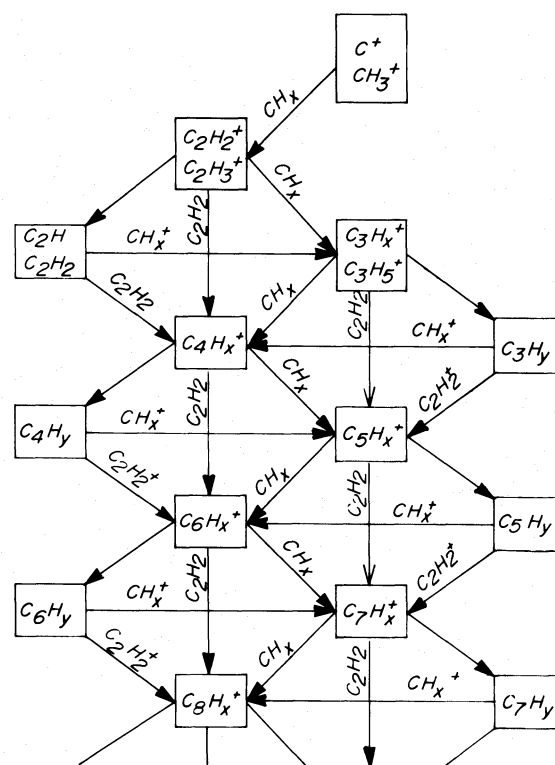 C⁺
CH₃⁺
CHₓ
C₂H₂⁺
C₂H₃⁺
CHₓ
C₂H₂
C₂H
C₂H₂
CHₓ⁺
C₃Hₓ⁺
C₃H₅⁺
C₂H₂
CHₓ
C₂H₂
C₄Hₓ⁺
CHₓ⁺
C₃Hy
CHₓ
C₂H₂
C₂H₂⁺
C₄Hy
CHₓ⁺
C₅Hₓ⁺
C₂H₂⁺
CHₓ
C₂H₂
C₆Hₓ⁺
CHₓ⁺
C₅Hy
CHₓ
C₂H₂
C₂H₂⁺
C₆Hy
CHₓ⁺
C₇Hₓ⁺
C₂H₂⁺
CHₓ
C₂H₂
C₈Hₓ⁺
CHₓ⁺
C₇Hy